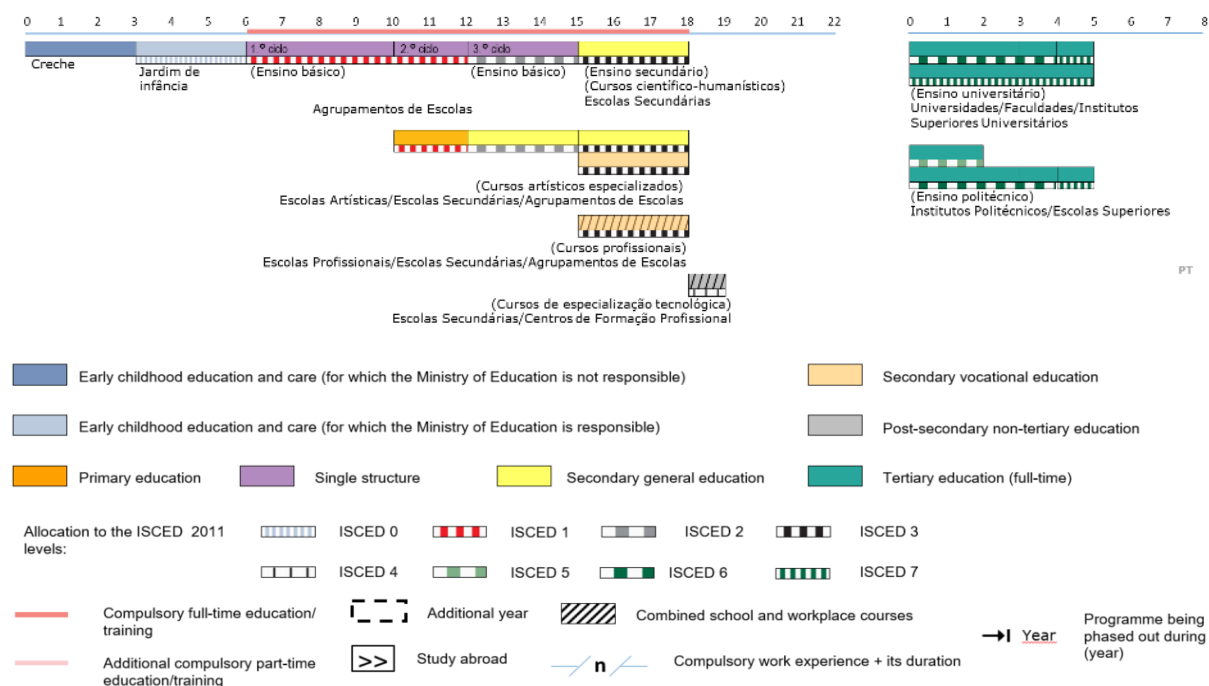 0 1 2 3 4 5 6 7 8 9 10 11 12 13 14 15 16 17 18 19 20 21 22
0 1 2 3 4 5 6 7 8
1 º ciclo 2.º ciclo 3 º ciclo
Creche
Jardim de
infância
(Ensino básico)
(Ensino básico)
(Ensino secundário)
(Cursos científico-humanísticos)
Escolas Secundárias
Agrupamentos de Escolas
(Ensino universitário)
Universidades/Faculdades/Institutos
Superiores Universitários
(Cursos artísticos especializados)
Escolas Artísticas/Escolas Secundárias/Agrupamentos de Escolas
(Ensino politécnico)
Institutos Politécnicos/Escolas Superiores
(Cursos profissionais)
Escolas Profissionais/Escolas Secundárias/Agrupamentos de Escolas
PT
(Cursos de especialização tecnológica)
Escolas Secundárias/Centros de Formação Profissional
Early childhood education and care (for which the Ministry of Education is not responsible)
Secondary vocational education
Early childhood education and care (for which the Ministry of Education is responsible)
Post-secondary non-tertiary education
Primary education
Single structure
Secondary general education
Tertiary education (full-time)
Allocation to the ISCED 2011
levels:
ISCED 0
ISCED 1
ISCED 2
ISCED 3
ISCED 4
ISCED 5
ISCED 6
ISCED 7
Compulsory full-time education/
training
Additional year
Combined school and workplace courses
Year
Programme being
phased out during
(year)
Additional compulsory part-time
education/training
>>
Study abroad
n
Compulsory work experience + its duration